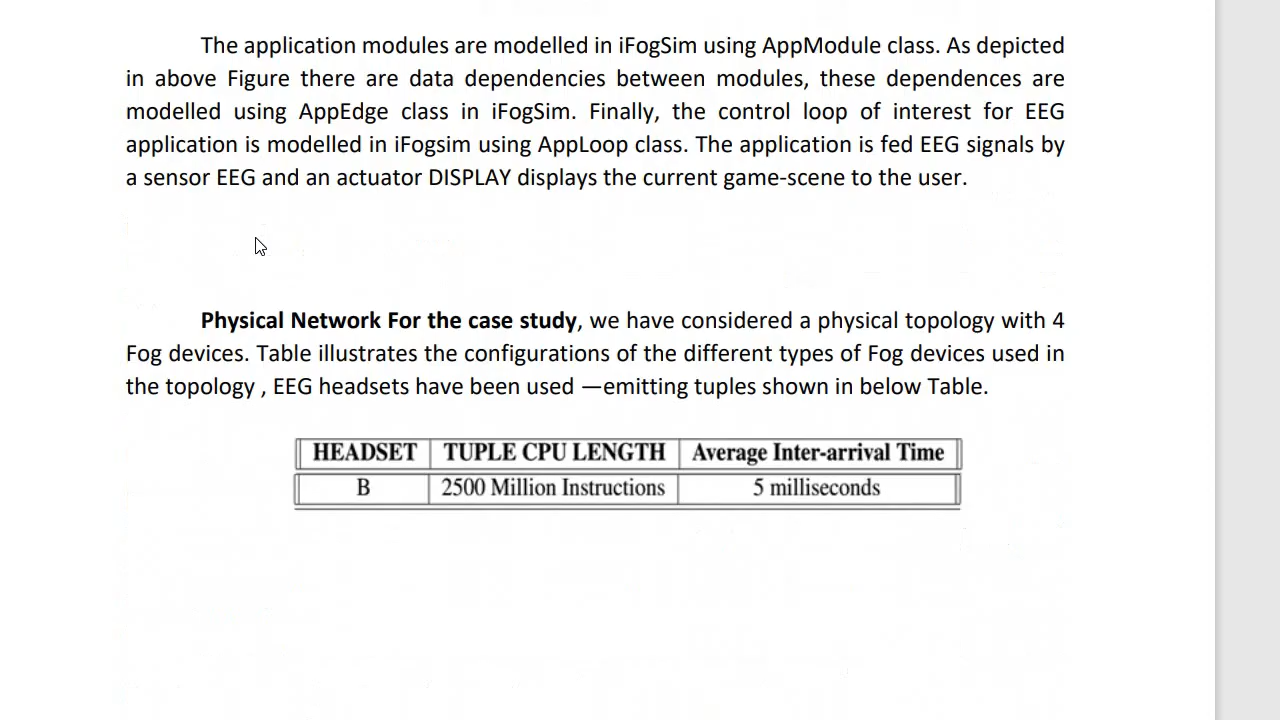 The application modules are modelled in iFogSim using AppModule class. As depicted
in above Figure there are data dependencies between modules, these dependences are
modelled using AppEdge class in iFogSim. Finally, the control loop of interest for EEG
application is modelled in iFogsim using AppLoop class. The application is fed EEG signals by
a sensor EEG and an actuator DISPLAY displays the current game-scene to the user.
Physical Network For the case study, we have considered a physical topology with 4
Fog devices. Table illustrates the configurations of the different types of Fog devices used in
the topology , EEG headsets have been used —emitting tuples shown in below Table.
HEADSET TUPLE CPU LENGTH Average Inter-arrival Time
B 2500 Million Instructions 5 milliseconds